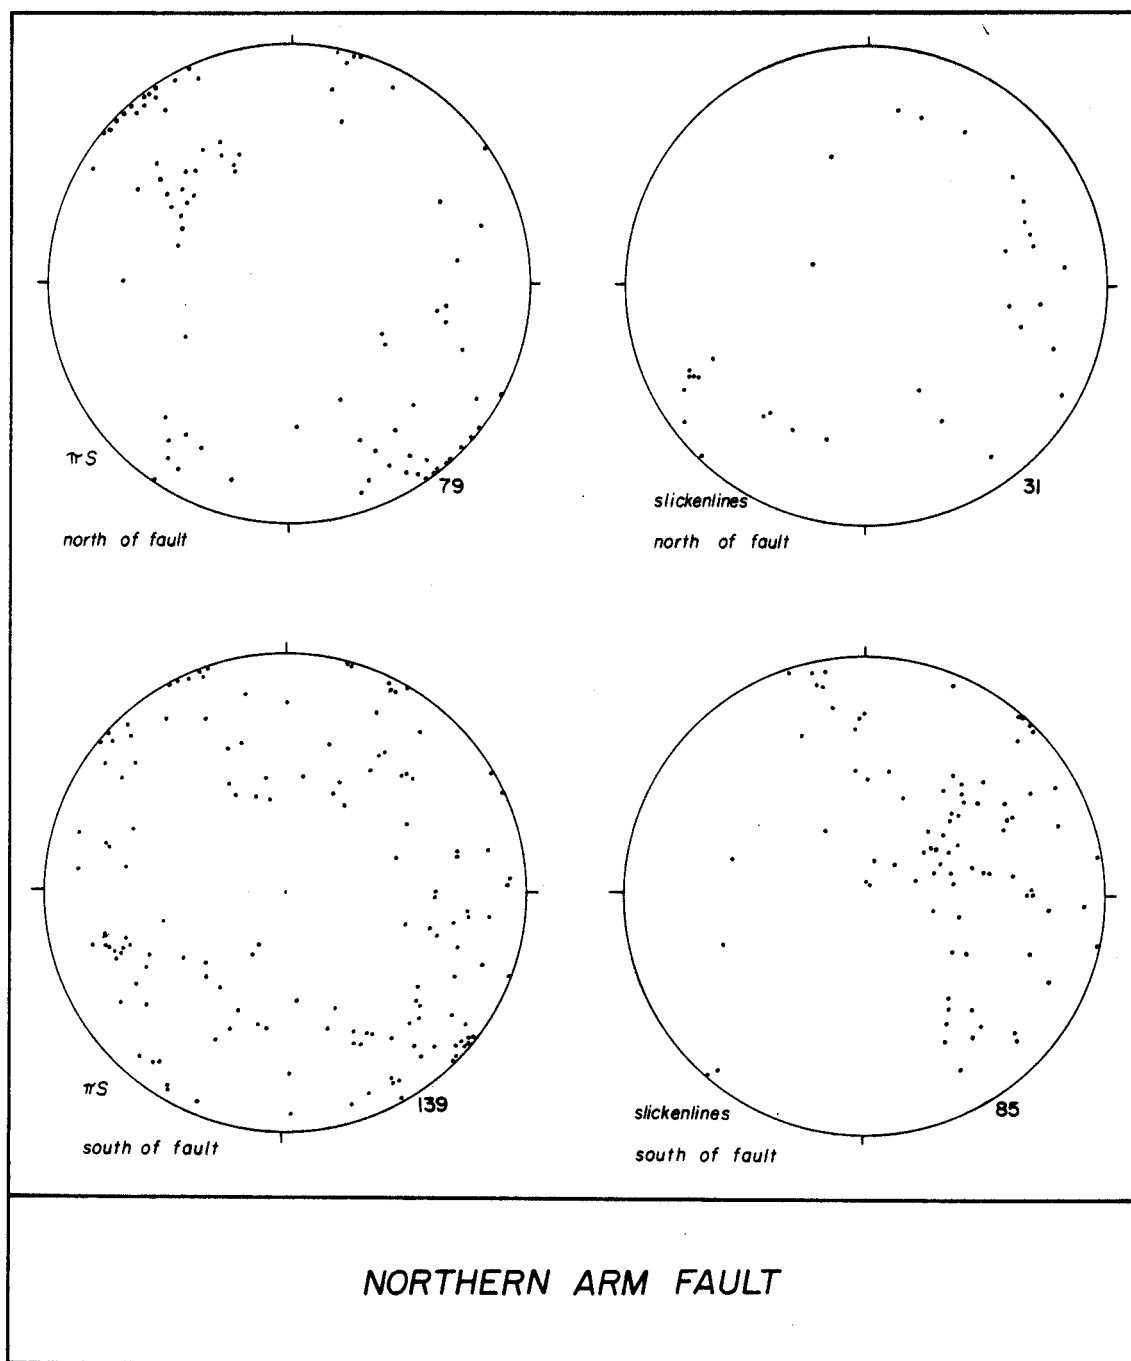 πS
79
north of fault
slickenlines
31
north of fault
πS
139
south of fault
slickenlines
85
south of fault
NORTHERN ARM FAULT